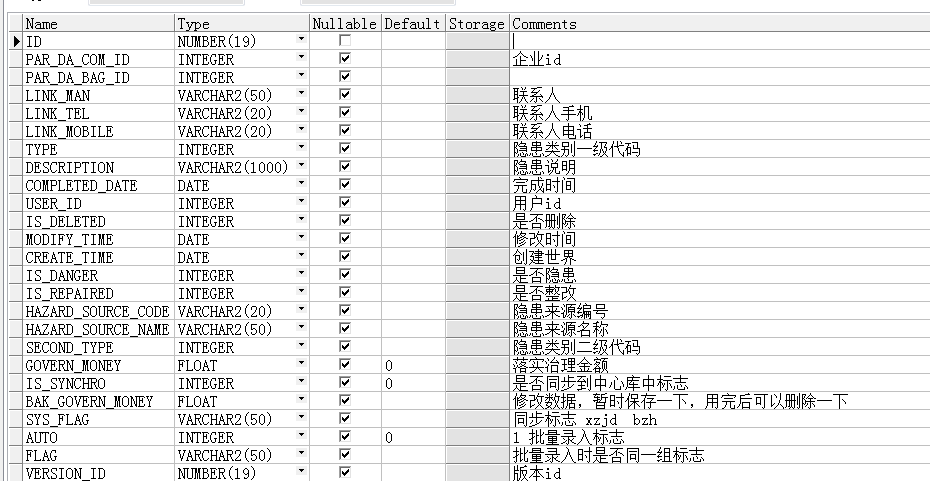 Name Type Nullable Default Storage Comments
ID NUMBER(19)
PAR_DA_COM_ID INTEGER 企业id
PAR_DA_BAG_ID INTEGER
LINK_MAN VARCHAR2(50) 联系人
LINK_TEL VARCHAR2(20) 联系人手机
LINK_MOBILE VARCHAR2(20) 联系人电话
TYPE INTEGER 隐患类别一级代码
DESCRIPTION VARCHAR2(1000) 隐患说明
COMPLETED_DATE DATE 完成时间
USER_ID INTEGER 用户id
IS_DELETED INTEGER 是否删除
MODIFY_TIME DATE 修改时间
CREATE_TIME DATE 创建世界
IS_DANGER INTEGER 是否隐患
IS_REPAIRED INTEGER 是否整改
HAZARD_SOURCE_CODE VARCHAR2(20) 隐患来源编号
HAZARD_SOURCE_NAME VARCHAR2(50) 隐患来源名称
SECOND_TYPE INTEGER 隐患类别二级代码
GOVERN_MONEY FLOAT 0 落实治理金额
IS_SYNCHRO INTEGER 0 是否同步到中心库中标志
BAK_GOVERN_MONEY FLOAT 修改数据，暂时保存一下，用完后可以删除一下
SYS_FLAG VARCHAR2(50) 同步标志 xzjd bzh
AUTO INTEGER 0 1 批量录入标志
FLAG VARCHAR2(50) 批量录入时是否同一组标志
VERSION_ID NUMBER(19) 版本id